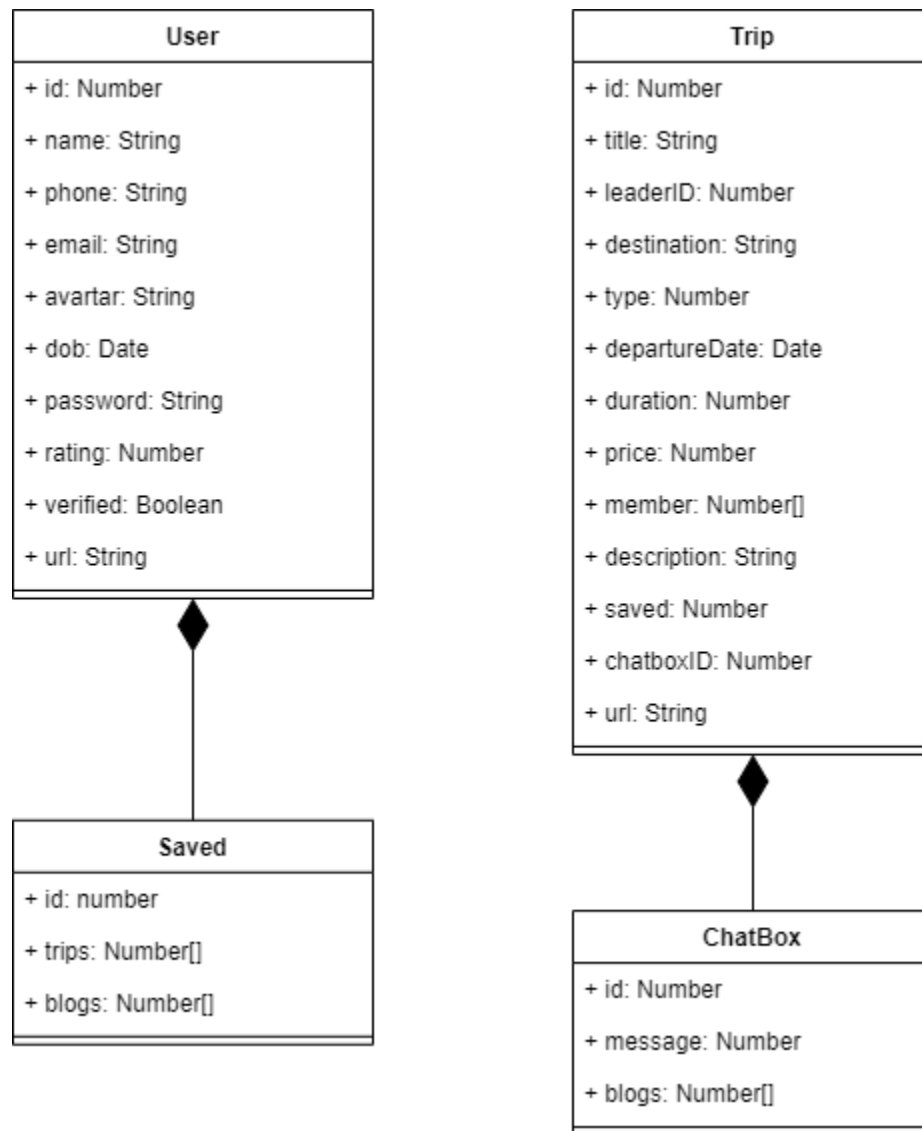 User
+ id: Number
+ name: String
+ phone: String
+ email: String
+ avartar: String
+ dob: Date
+ password: String
+ rating: Number
+ verified: Boolean
+ url: String
Saved
+ id: number
+ trips: Number[]
+ blogs: Number[]
Trip
+ id: Number
+ title: String
+ leaderID: Number
+ destination: String
+ type: Number
+ departureDate: Date
+ duration: Number
+ price: Number
+ member: Number[]
+ description: String
+ saved: Number
+ chatboxID: Number
+ url: String
ChatBox
+ id: Number
+ message: Number
+ blogs: Number[]